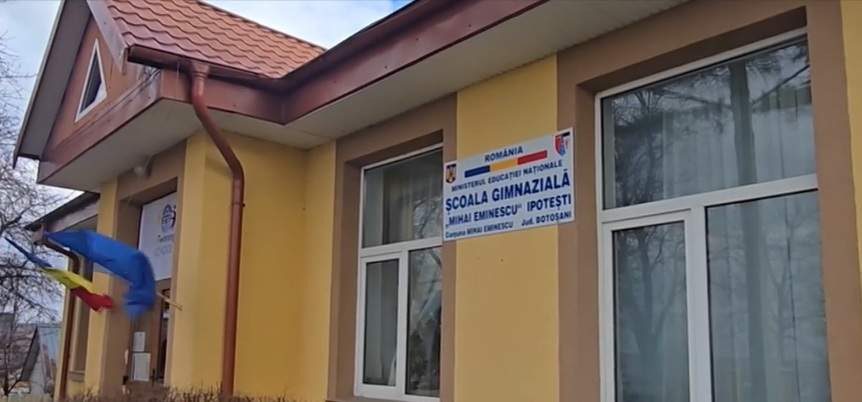 ROMÂNIA
MINISTERUL EDUCAȚIEI NAȚIONALE
ȘCOALA GIMNAZIALĂ
„MIHAI EMINESCU" IPOTEȘTI
Comuna MIHAI EMINESCU Jud. BOTOȘANI